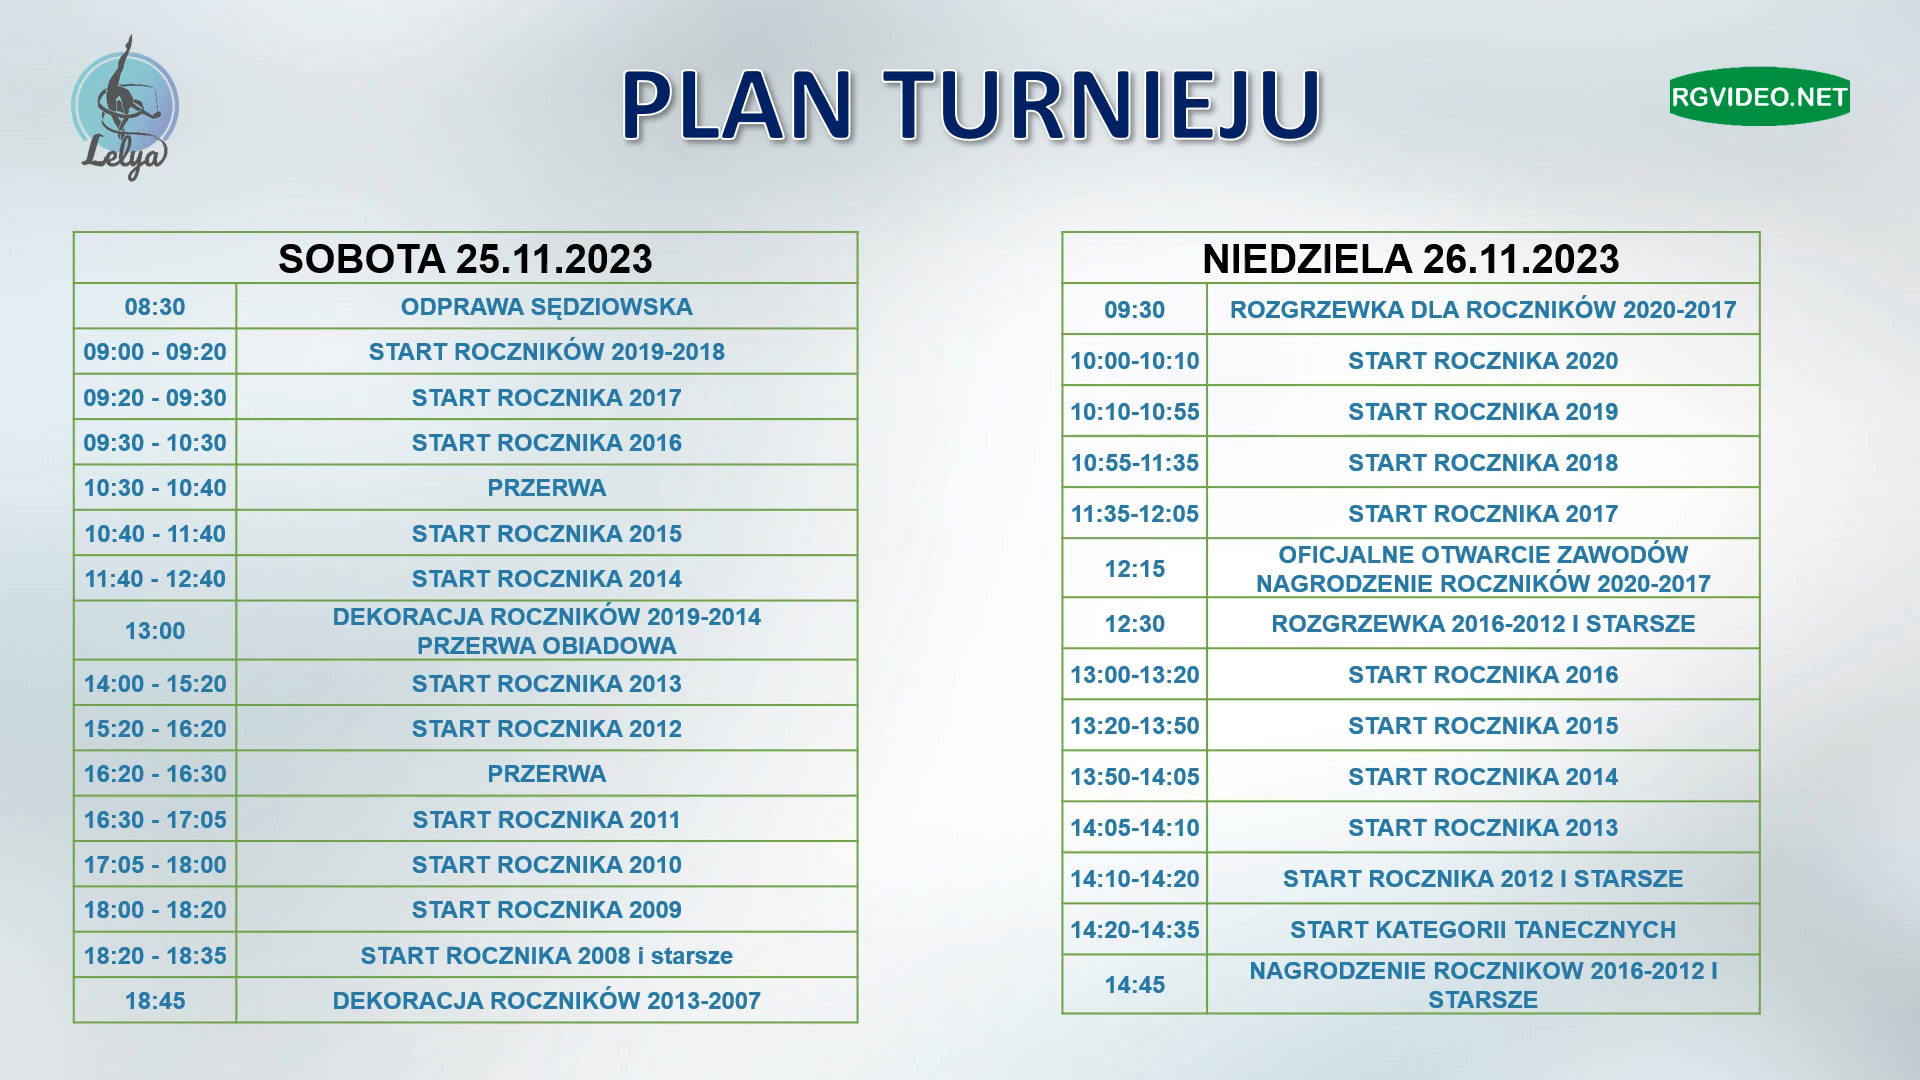 Lelya
PLAN TURNIEJU
RGVIDEO.NET
SOBOTA 25.11.2023
08:30 ODPRAWA SĘDZIOWSKA
09:00 - 09:20 START ROCZNIKÓW 2019-2018
09:20 - 09:30 START ROCZNIKA 2017
09:30 - 10:30 START ROCZNIKA 2016
10:30 - 10:40 PRZERWA
10:40 - 11:40 START ROCZNIKA 2015
11:40 - 12:40 START ROCZNIKA 2014
13:00 DEKORACJA ROCZNIKÓW 2019-2014
PRZERWA OBIADOWA
14:00 - 15:20 START ROCZNIKA 2013
15:20 - 16:20 START ROCZNIKA 2012
16:20 - 16:30 PRZERWA
16:30 - 17:05 START ROCZNIKA 2011
17:05 - 18:00 START ROCZNIKA 2010
18:00 - 18:20 START ROCZNIKA 2009
18:20 - 18:35 START ROCZNIKA 2008 i starsze
18:45 DEKORACJA ROCZNIKÓW 2013-2007
NIEDZIELA 26.11.2023
09:30 ROZGRZEWKA DLA ROCZNIKÓW 2020-2017
10:00-10:10 START ROCZNIKA 2020
10:10-10:55 START ROCZNIKA 2019
10:55-11:35 START ROCZNIKA 2018
11:35-12:05 START ROCZNIKA 2017
12:15 OFICJALNE OTWARCIE ZAWODÓW
NAGRODZENIE ROCZNIKÓW 2020-2017
12:30 ROZGRZEWKA 2016-2012 I STARSZE
13:00-13:20 START ROCZNIKA 2016
13:20-13:50 START ROCZNIKA 2015
13:50-14:05 START ROCZNIKA 2014
14:05-14:10 START ROCZNIKA 2013
14:10-14:20 START ROCZNIKA 2012 I STARSZE
14:20-14:35 START KATEGORII TANECZNYCH
14:45 NAGRODZENIE ROCZNIKOW 2016-2012 I
STARSZE